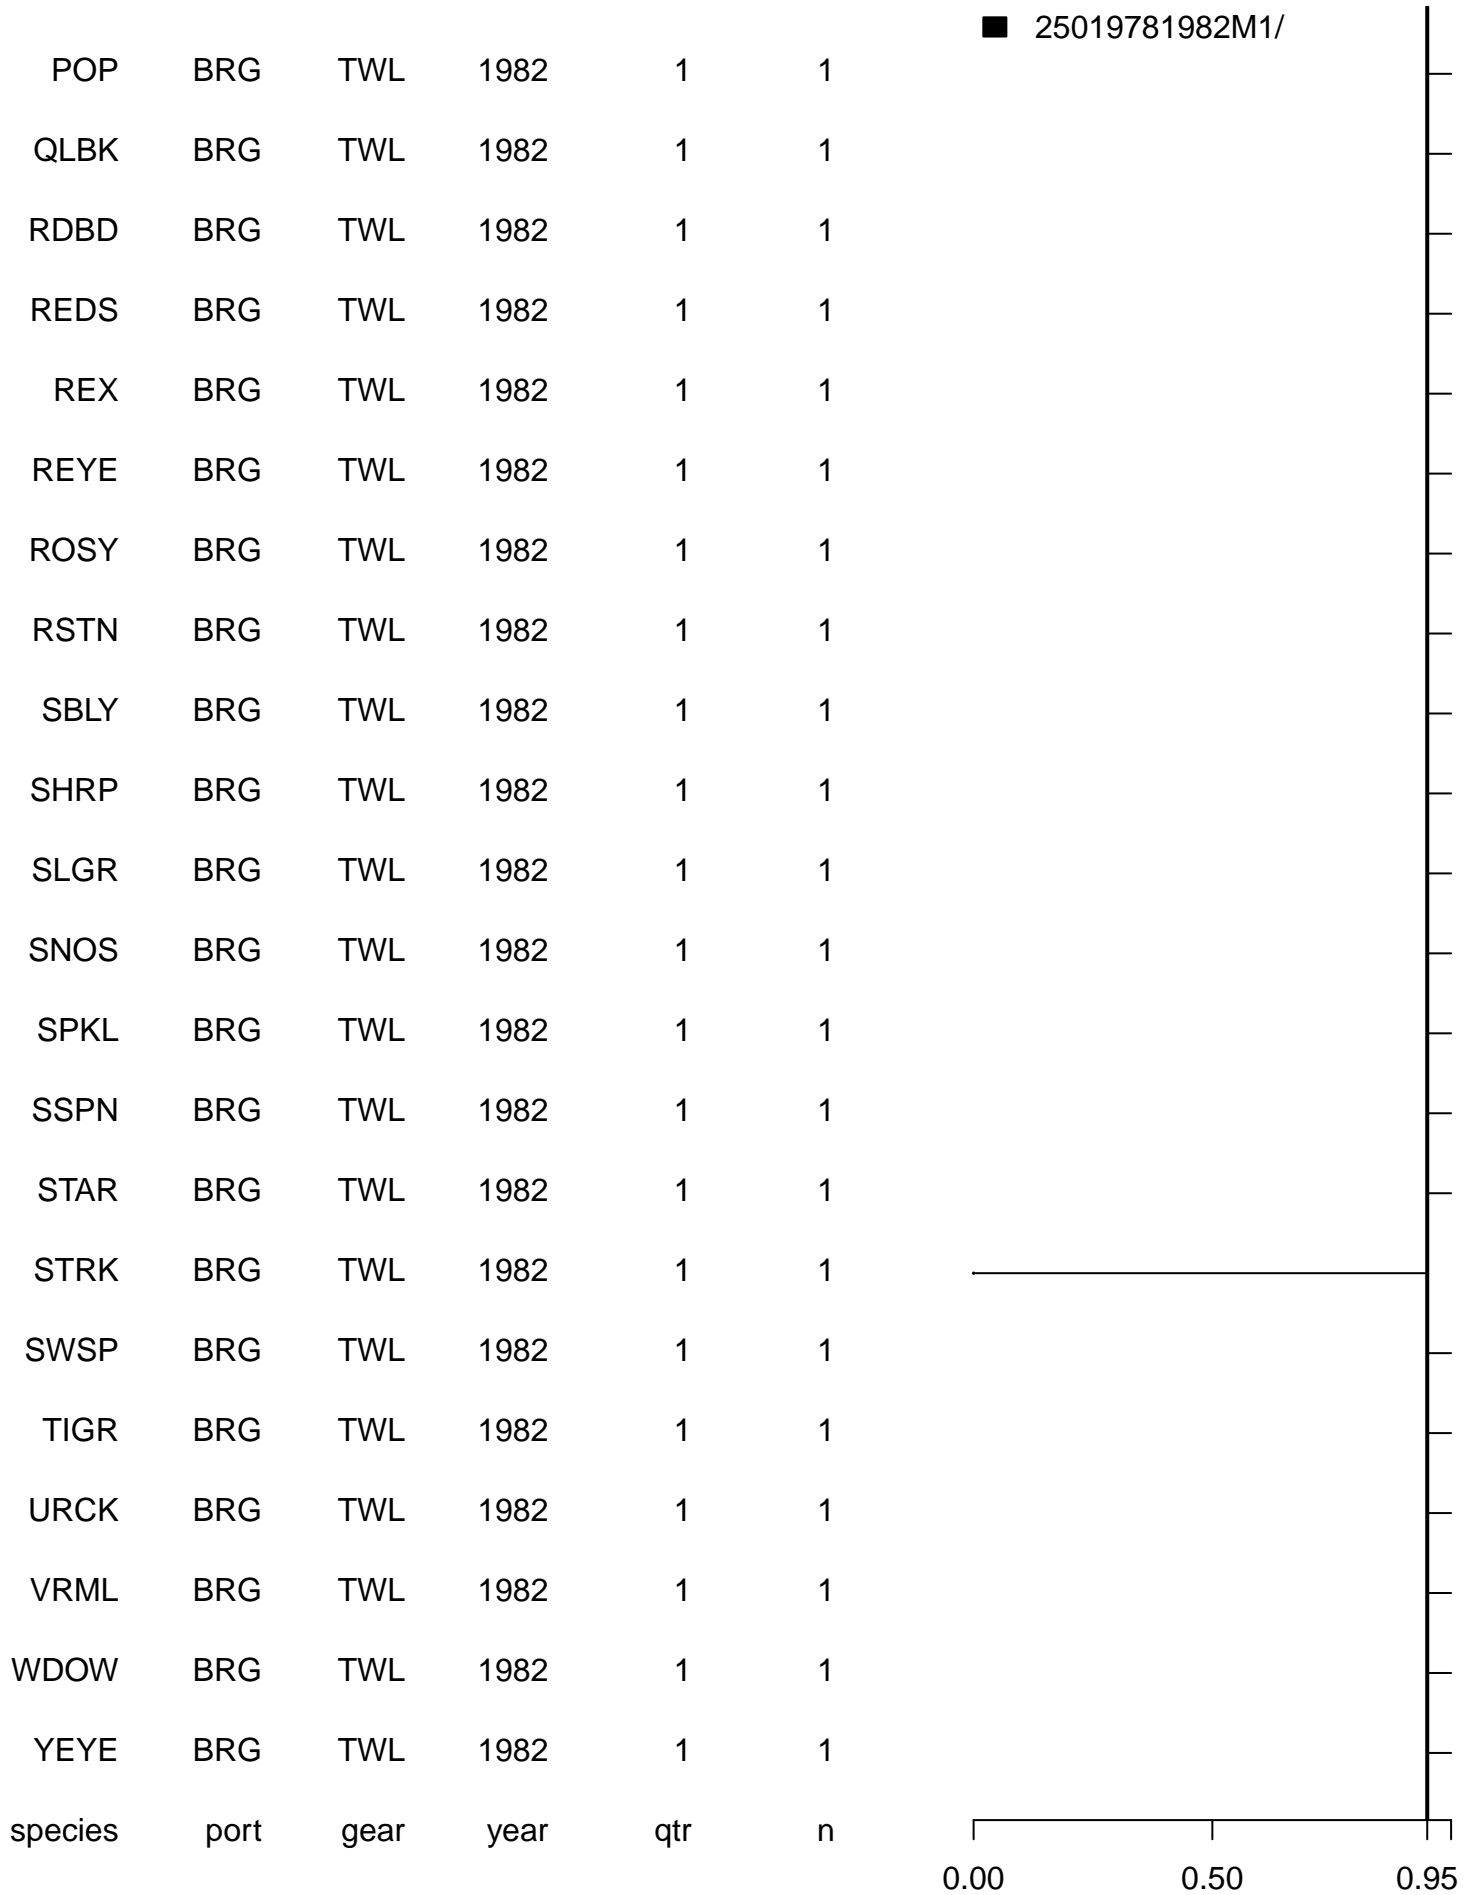 25019781982M1/
POP BRG TWL 1982 1 1
QLBK BRG TWL 1982 1 1
RDBD BRG TWL 1982 1 1
REDS BRG TWL 1982 1 1
REX BRG TWL 1982 1 1
REYE BRG TWL 1982 1 1
ROSY BRG TWL 1982 1 1
RSTN BRG TWL 1982 1 1
SBLY BRG TWL 1982 1 1
SHRP BRG TWL 1982 1 1
SLGR BRG TWL 1982 1 1
SNOS BRG TWL 1982 1 1
SPKL BRG TWL 1982 1 1
SSPN BRG TWL 1982 1 1
STAR BRG TWL 1982 1 1
STRK BRG TWL 1982 1 1
SWSP BRG TWL 1982 1 1
TIGR BRG TWL 1982 1 1
URCK BRG TWL 1982 1 1
VRML BRG TWL 1982 1 1
WDOW BRG TWL 1982 1 1
YEYE BRG TWL 1982 1 1
species port gear year qtr n
0.00 0.50 0.95